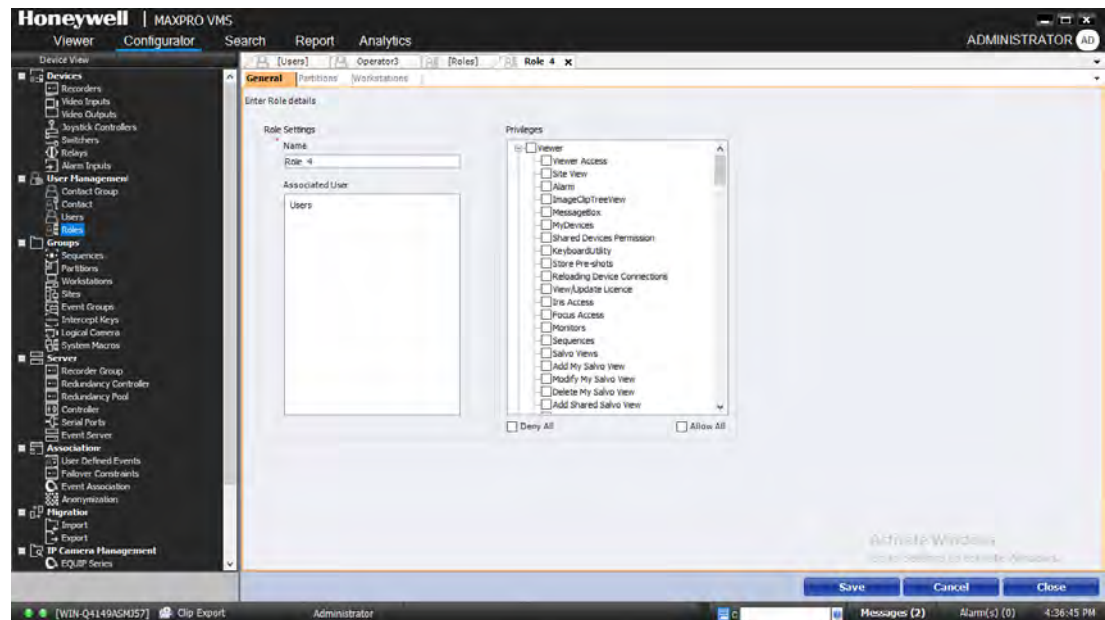 Honeywell | MAXPRO VMS
Viewer Configurator Search Report Analytics ADMINISTRATOR AD
Device View
[Users] Operator3 [Roles] Role 4 x
Devices
Recorders
Video Inputs
Video Outputs
Joystick Controllers
Switchers
Relays
Alarm Inputs
User Management
Contact Group
Contact
Users
Roles
Groups
Sequences
Partitions
Workstations
Sites
Event Groups
Intercept Keys
Logical Camera
System Macros
Server
Recorder Group
Redundancy Controller
Redundancy Pool
Controller
Serial Ports
Event Server
Association
User Defined Events
Failover Constraints
Event Association
Anonymization
Migration
Import
Export
IP Camera Management
EQUIP Series
General Partitions Workstations
Enter Role details
Role Settings
* Name
Role 4
Associated User
Users
Privileges
Viewer
Viewer Access
Site View
Alarm
ImageClipTreeView
MessageBox
MyDevices
Shared Devices Permission
KeyboardUtility
Store Pre-shots
Reloading Device Connections
View/Update Licence
Iris Access
Focus Access
Monitors
Sequences
Salvo Views
Add My Salvo View
Modify My Salvo View
Delete My Salvo View
Add Shared Salvo View
Deny All Allow All
Activate Windows
Go to Settings to activate Windows.
Save Cancel Close
[WIN-Q4149ASMJ57] Clip Export Administrator C Messages (2) Alarm(s) (0) 4:36:45 PM